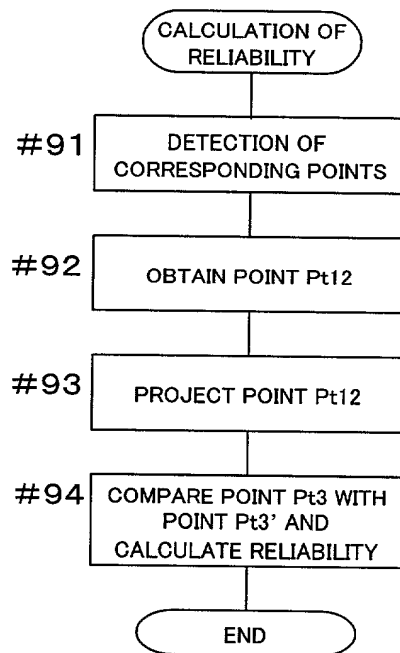 CALCULATION OF
RELIABILITY
#91
DETECTION OF
CORRESPONDING POINTS
#92
OBTAIN POINT Pt12
#93
PROJECT POINT Pt12
#94
COMPARE POINT Pt3 WITH
POINT Pt3' AND
CALCULATE RELIABILITY
END